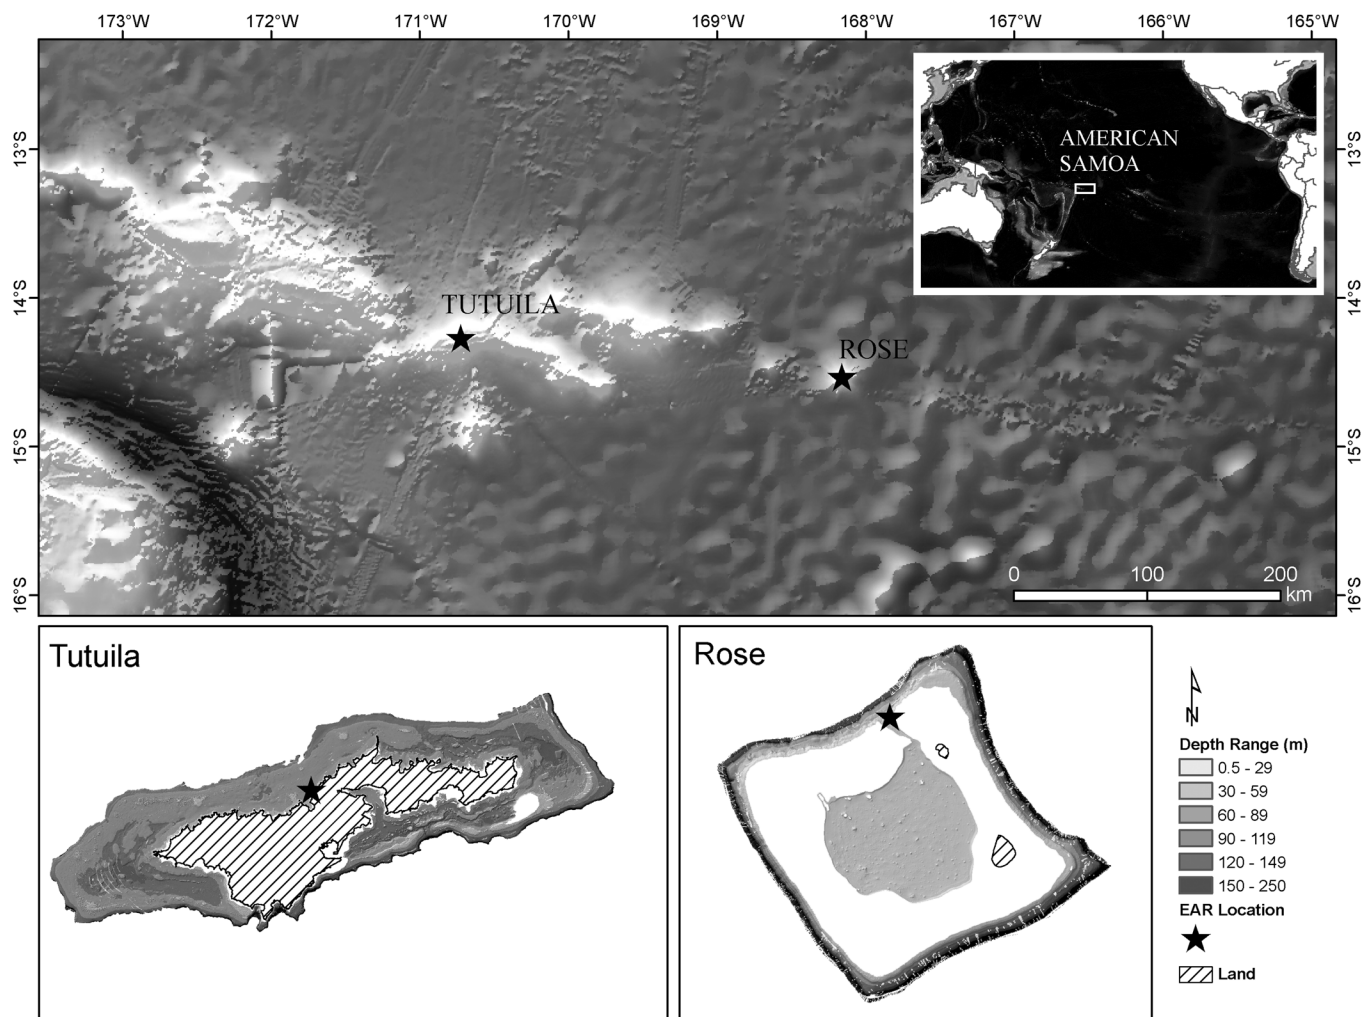 173°W 172°W 171°W 170°W 169°W 168°W 167°W 166°W 165°W
13°S 13°S
AMERICAN
SAMOA
14°S 14°S
TUTUILA
ROSE
15°S 15°S
0 100 200
km
16°S 16°S
Tutuila
Rose
N
Depth Range (m)
0.5 - 29
30 - 59
60 - 89
90 - 119
120 - 149
150 - 250
EAR Location
Land